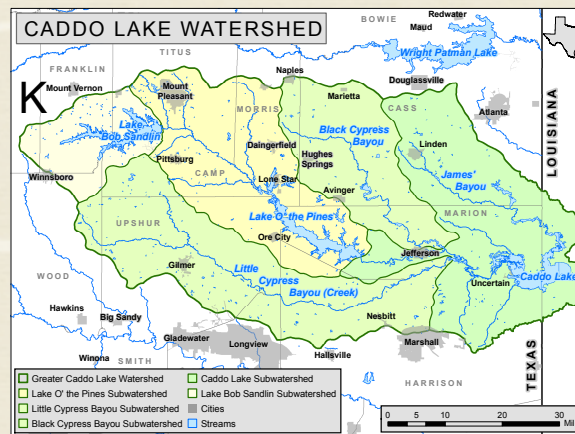 CADDO LAKE WATERSHED
BOWIE
Redwater
Maud
Wright Patman Lake
TITUS
FRANKLIN
Mount Vernon
K
Mount
Pleasant
Naples
Douglassville
MORRIS
Marietta
CASS
Atlanta
LOUISIANA
Lake
Bob Sandlin
Black Cypress
Bayou
Daingerfield
Hughes
Springs
Linden
Pittsburg
Winnsboro
CAMP
Lone Star
James'
Bayou
Avinger
UPSHUR
Lake O' the Pines
MARION
Ore City
Jefferson
Gilmer
Little
Cypress
Bayou (Creek)
WOOD
Uncertain
Caddo Lake
Hawkins
Big Sandy
Nesbitt
Gladewater
Longview
Marshall
Winona
SMITH
Hallsville
HARRISON
TEXAS
Greater Caddo Lake Watershed
Lake O' the Pines Subwatershed
Little Cypress Bayou Subwatershed
Black Cypress Bayou Subwatershed
Caddo Lake Subwatershed
Lake Bob Sandlin Subwatershed
Cities
Streams
0 5 10 20 30
Mil